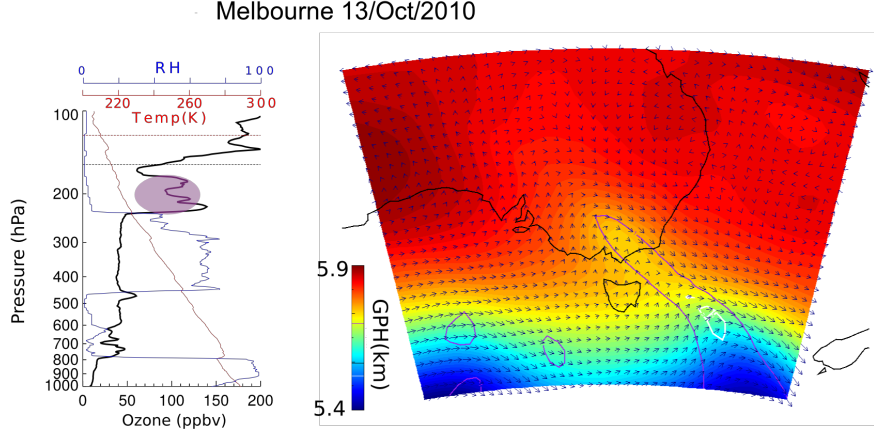 Melbourne 13/Oct/2010
0 RH 100
220 260 300
Temp(K)
100
200
300
400
500
600
700
800
900
1000
Pressure (hPa)
0 50 100 150 200
Ozone (ppbv)
5.9
GPH(km)
5.4